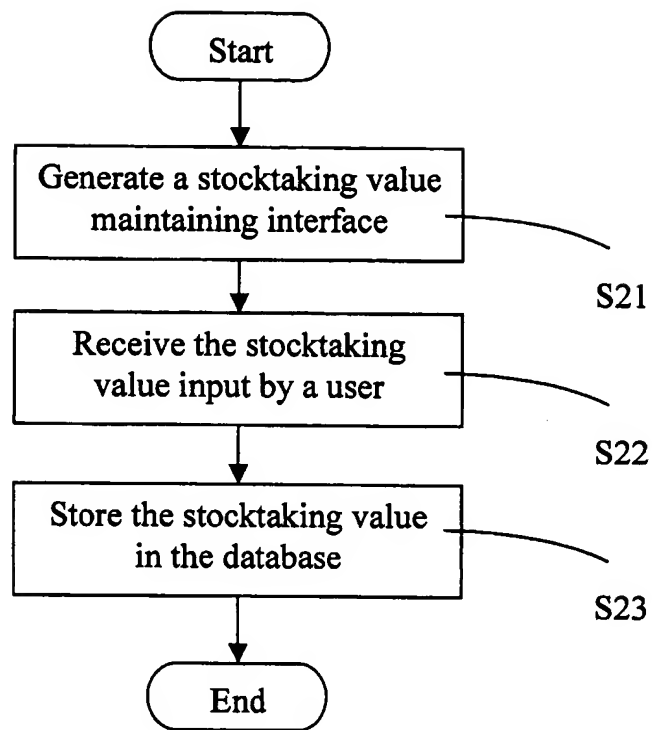 Start
Generate a stocktaking value
maintaining interface
S21
Receive the stocktaking
value input by a user
S22
Store the stocktaking value
in the database
S23
End